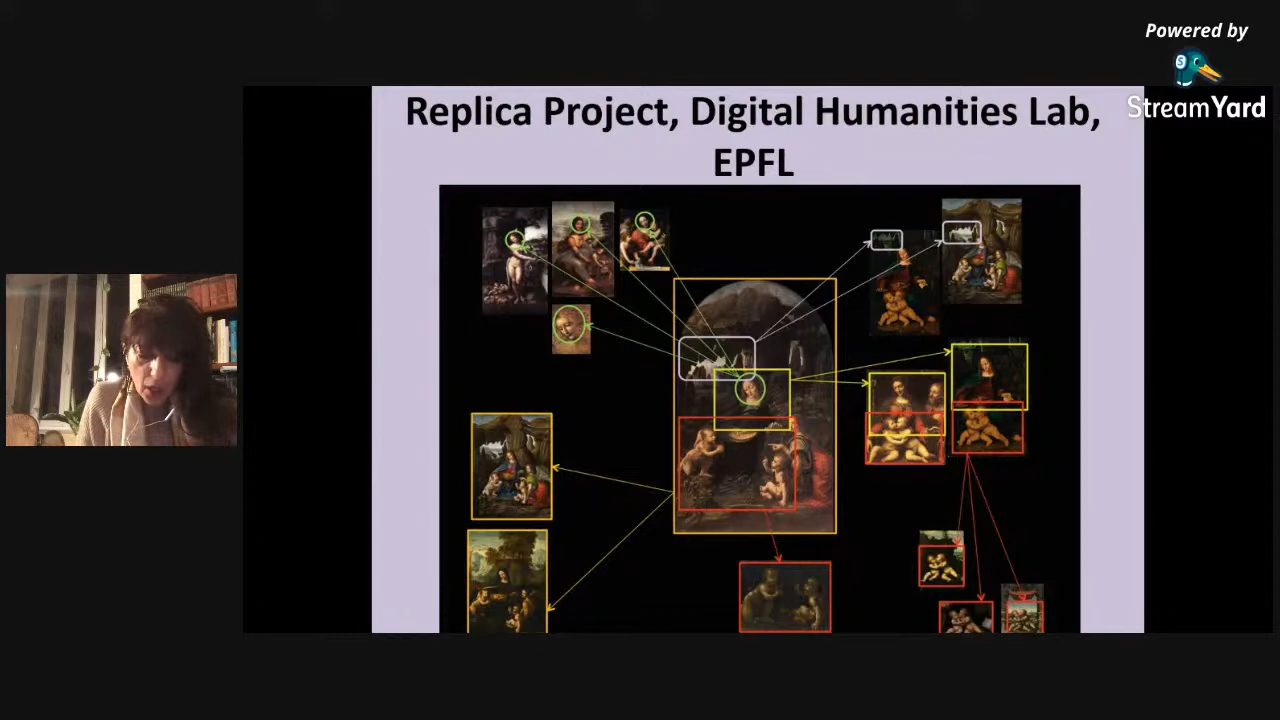 Powered by
StreamYard
Replica Project, Digital Humanities Lab,
EPFL